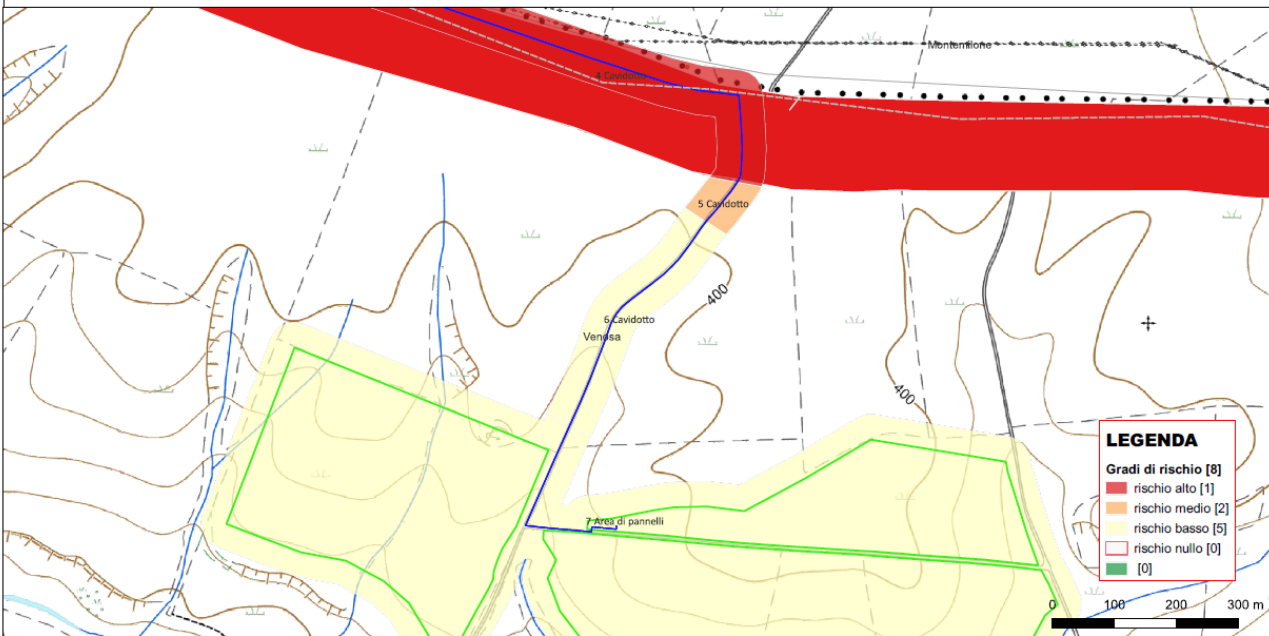 Montemilone
4 Cavidotto
5 Cavidotto
400
6 Cavidotto
Venosa
400
7 Area di pannelli
LEGENDA
Gradi di rischio [8]
rischio alto [1]
rischio medio [2]
rischio basso [5]
rischio nullo [0]
[0]
0 100 200 300 m